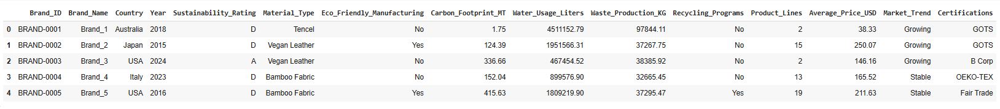 Brand_ID Brand_Name Country Year Sustainability_Rating Material_Type Eco_Friendly_Manufacturing Carbon_Footprint_MT Water_Usage_Liters Waste_Production_KG Recycling_Programs Product_Lines Average_Price_USD Market_Trend Certifications
0 BRAND-0001 Brand_1 Australia 2018 D Tencel No 1.75 4511152.79 97844.11 No 2 38.33 Growing GOTS
1 BRAND-0002 Brand_2 Japan 2015 D Vegan Leather Yes 124.39 1951566.31 37267.75 No 15 250.07 Growing GOTS
2 BRAND-0003 Brand_3 USA 2024 A Vegan Leather No 336.66 467454.52 38385.92 No 2 146.16 Growing B Corp
3 BRAND-0004 Brand_4 Italy 2023 D Bamboo Fabric No 152.04 899576.90 32665.45 No 13 165.52 Stable OEKO-TEX
4 BRAND-0005 Brand_5 USA 2016 D Bamboo Fabric Yes 415.63 1809219.90 37295.47 Yes 19 211.63 Stable Fair Trade